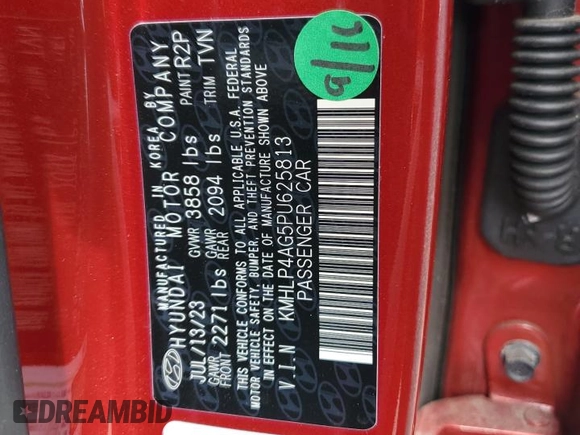 MANUFACTURED IN KOREA BY
HYUNDAI MOTOR COMPANY
JUL/13/23 GVWR 3858 lbs PAINT R2P
GAWR FRONT 2271 lbs GAWR REAR 2094 lbs TRIM TVN
THIS VEHICLE CONFORMS TO ALL APPLICABLE U.S.A. FEDERAL
MOTOR VEHICLE SAFETY, BUMPER, AND THEFT PREVENTION STANDARDS
IN EFFECT ON THE DATE OF MANUFACTURE SHOWN ABOVE
V.I.N KMHLP4AG5PU625813
PASSENGER CAR
DREAMBID